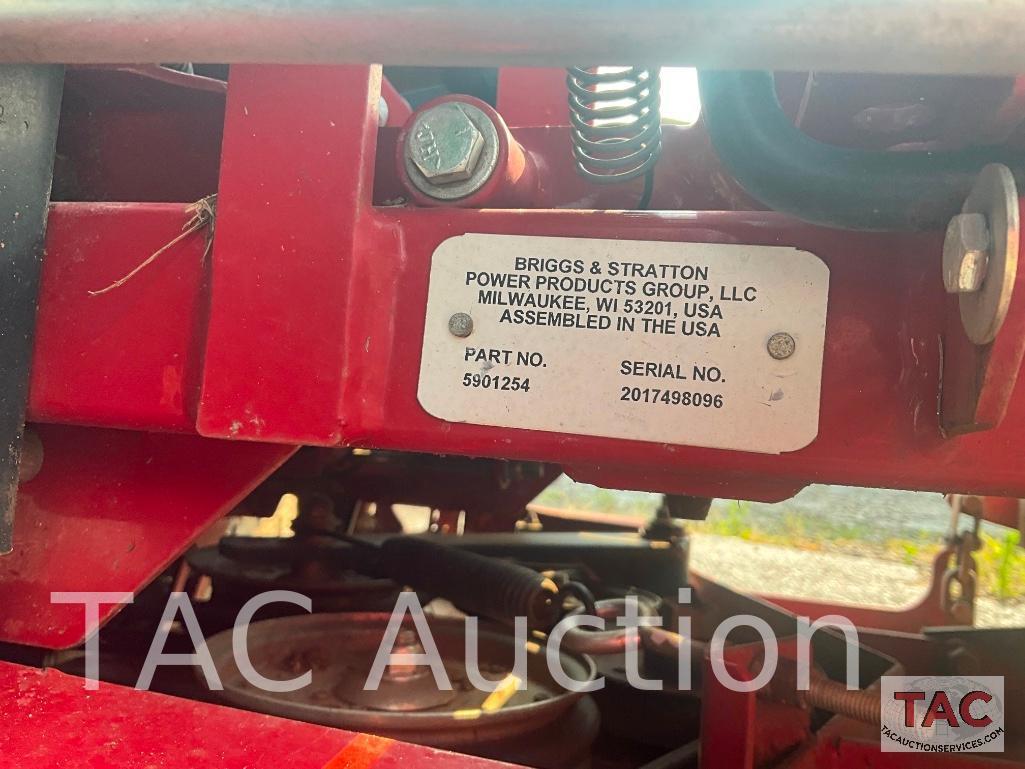 BRIGGS & STRATTON
POWER PRODUCTS GROUP, LLC
MILWAUKEE, WI 53201, USA
ASSEMBLED IN THE USA
PART NO. SERIAL NO.
5901254 2017498096
TAC Auction
TAC
TACAUCTIONSERVICES.COM